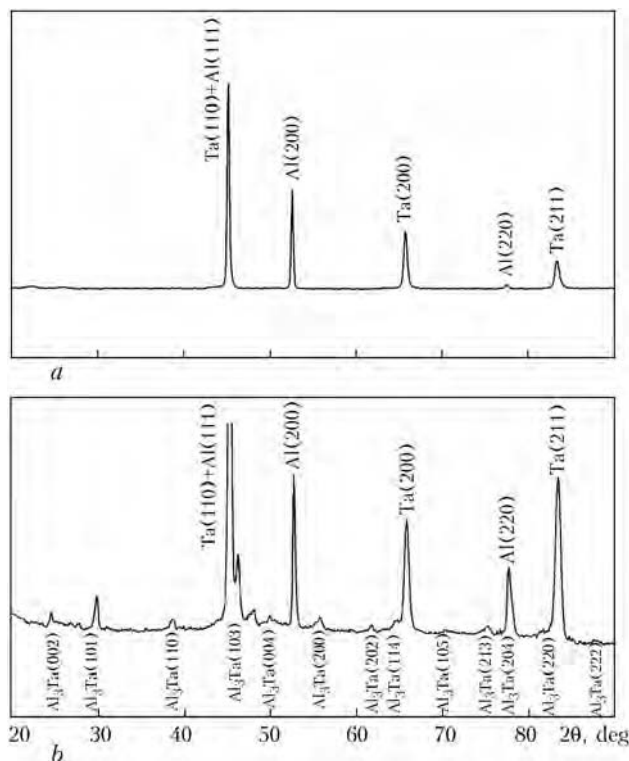 Ta(110)+Al(111)
Al(200)
Ta(200)
Al(220)
Ta(211)
a
Ta(110)+Al(111)
Al(200)
Ta(200)
Al(220)
Ta(211)
Al₃Ta(002)
Al₃Ta(101)
Al₃Ta(110)
Al₃Ta(103)
Al₃Ta(004)
Al₃Ta(200)
Al₃Ta(202)
Al₃Ta(114)
Al₃Ta(105)
Al₃Ta(213)
Al₃Ta(204)
Al₃Ta(220)
Al₃Ta(222)
20 30 40 50 60 70 80 2θ, deg
b